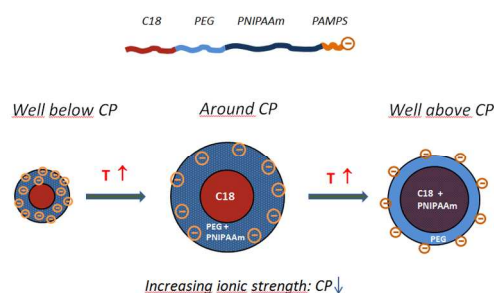 C18 PEG PNIPAAm PAMPS
Well below CP Around CP Well above CP
T ↑ T ↑
C18
C18 +
PNIPAAm
PEG +
PNIPAAm
PEG
Increasing ionic strength: CP↓